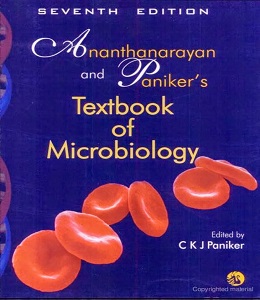 SEVENTH EDITION
Ananthanarayan
and Paniker's
Textbook
of
Microbiology
Edited by
C K J Paniker
Copyrighted material